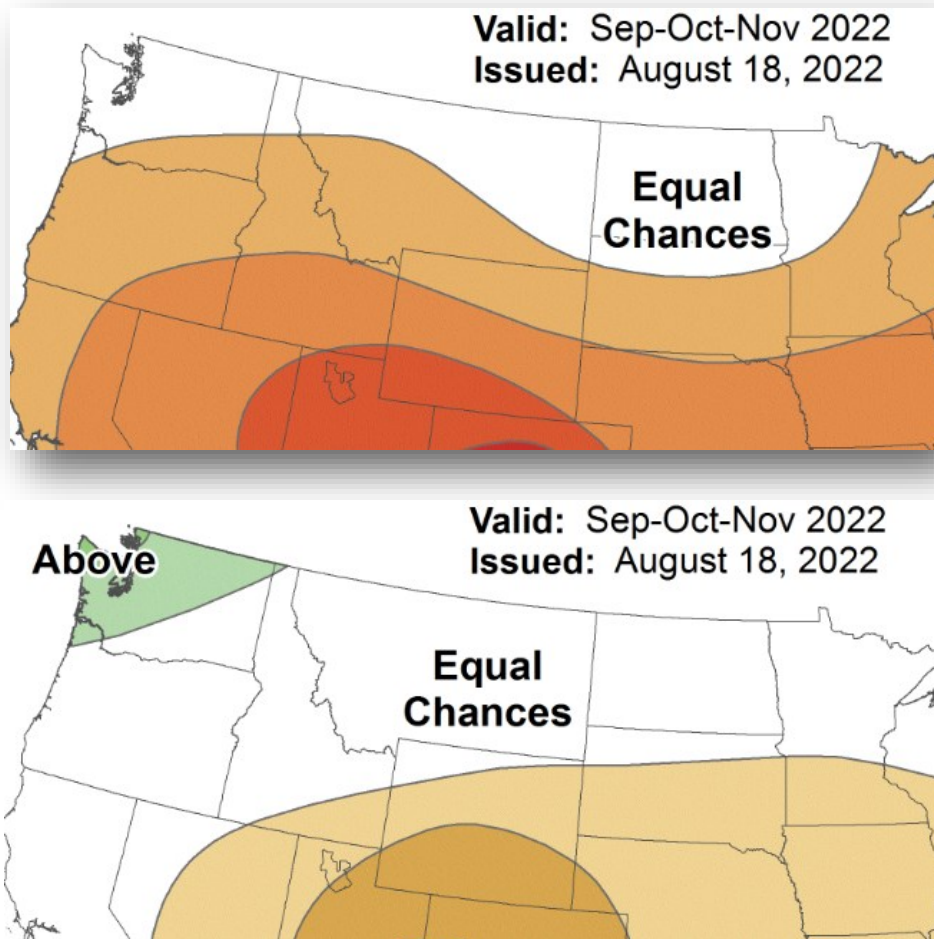 Valid: Sep-Oct-Nov 2022
Issued: August 18, 2022
Equal
Chances
Valid: Sep-Oct-Nov 2022
Issued: August 18, 2022
Above
Equal
Chances